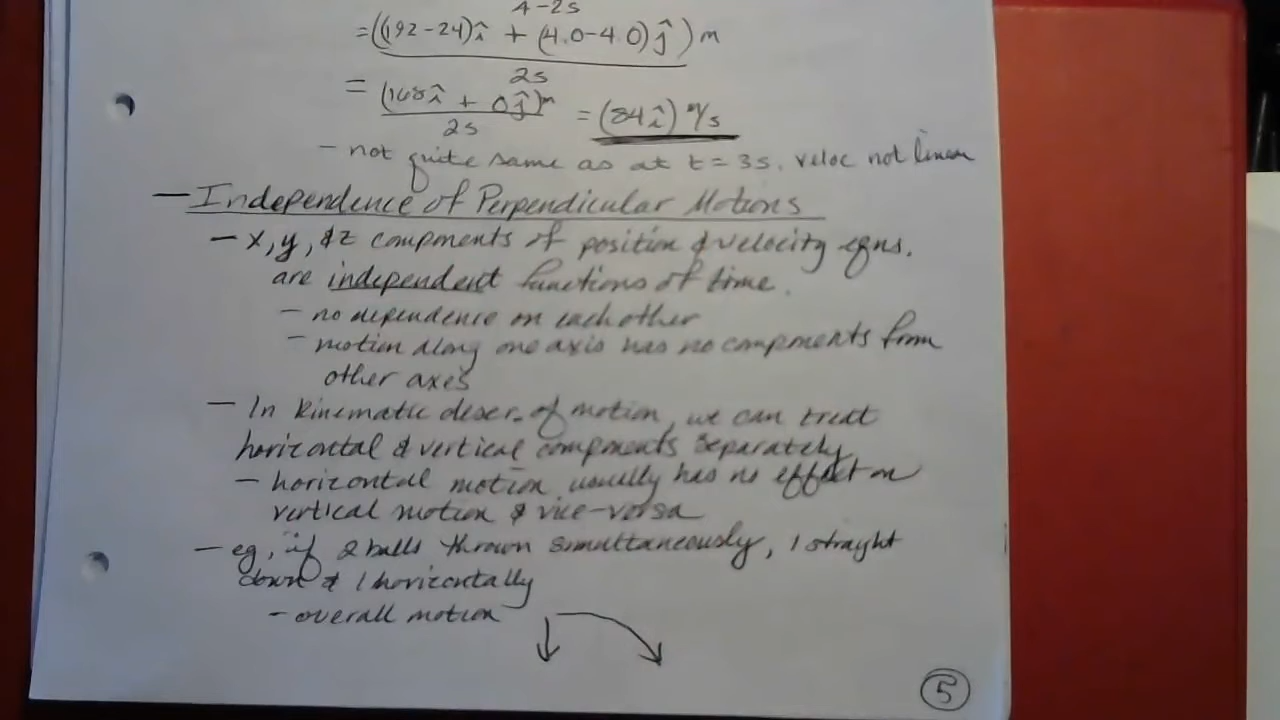 4-2s
=((192-24)î + (4.0-4.0)ĵ)m
2s
= (168î + 0ĵ)m = (84î) m/s
2s
- not quite same as at t=3s, veloc not linear
- Independence of Perpendicular Motions
- x, y, & z components of position & velocity eqns.
are independent functions of time.
- no dependence on each other
- motion along one axis has no components from
other axes
- In kinematic descr. of motion, we can treat
horizontal & vertical components separately
- horizontal motion usually has no effect on
vertical motion & vice-versa
- eg, if 2 balls thrown simultaneously, 1 straight
down & 1 horizontally
- overall motion
5